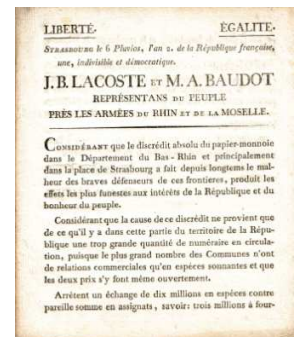 LIBERTÉ. ÉGALITÉ.
STRASBOURG le 6 Pluviose, l'an 2. de la République françoise,
une, indivisible et démocratique.
J. B. LACOSTE ET M. A. BAUDOT
REPRÉSENTANS DU PEUPLE
PRÈS LES ARMÉES DU RHIN ET DE LA MOSELLE.
CONSIDÉRANT que le discrédit absolu du papier-monnoie
dans le Département du Bas-Rhin et principalement
dans la place de Strasbourg a fait depuis longtems le mal-
heur des braves défenseurs de ces frontieres, produit les
effets les plus funestes aux intérêts de la République et du
bonheur du peuple.
Considérant que la cause de ce discrédit ne provient que
de ce qu'il y a dans cette partie du territoire de la Répu-
blique une trop grande quantité de numéraire en circula-
tion, puisque le plus grand nombre des Communes n'ont
de relations commerciales qu'en espèces sonnantes et que
les deux prix s'y font même ouvertement.
Arrêtent un échange de dix millions en espèces contre
pareille somme en assignats, savoir: trois millions à four-